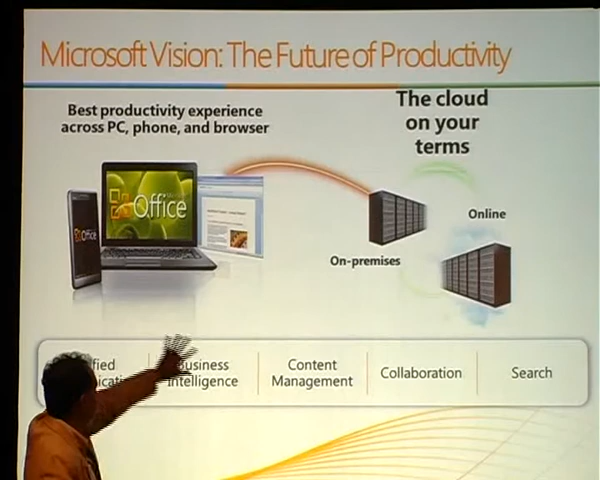 Microsoft Vision: The Future of Productivity
Best productivity experience
across PC, phone, and browser
The cloud
on your
terms
Office
Office
Online
On-premises
Business
Intelligence
Content
Management
Collaboration
Search